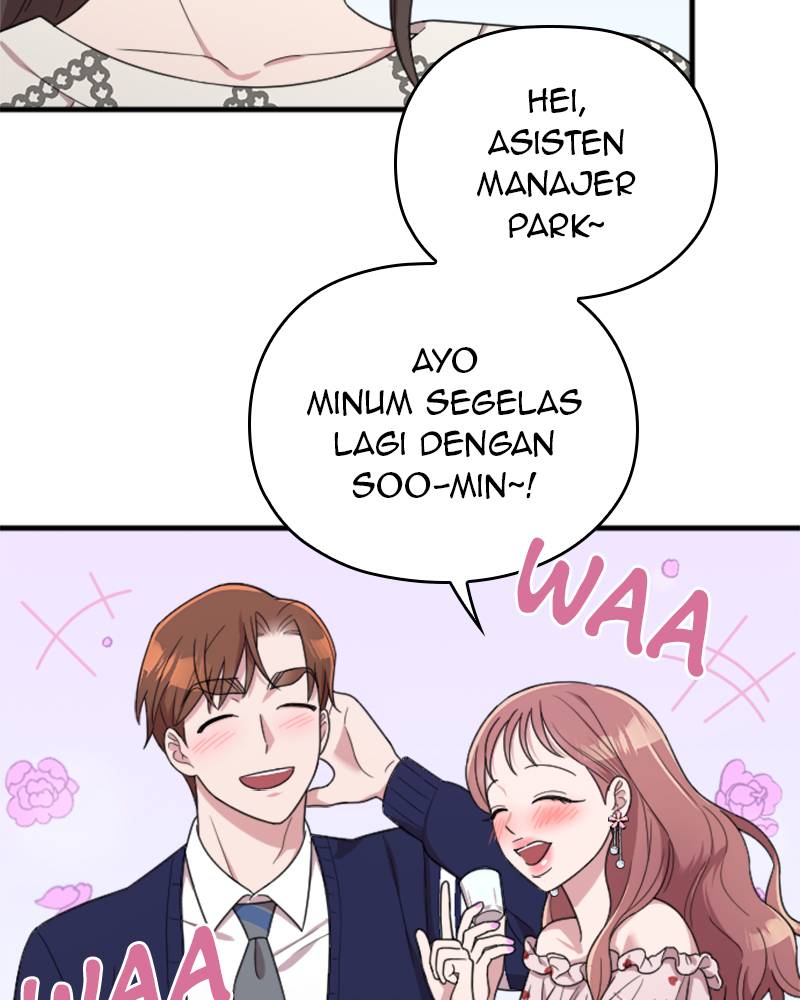 HEI,
ASISTEN
MANAJER
PARK~
AYO
MINUM SEGELAS
LAGI DENGAN
SOO-MIN~!
WAA
WAA